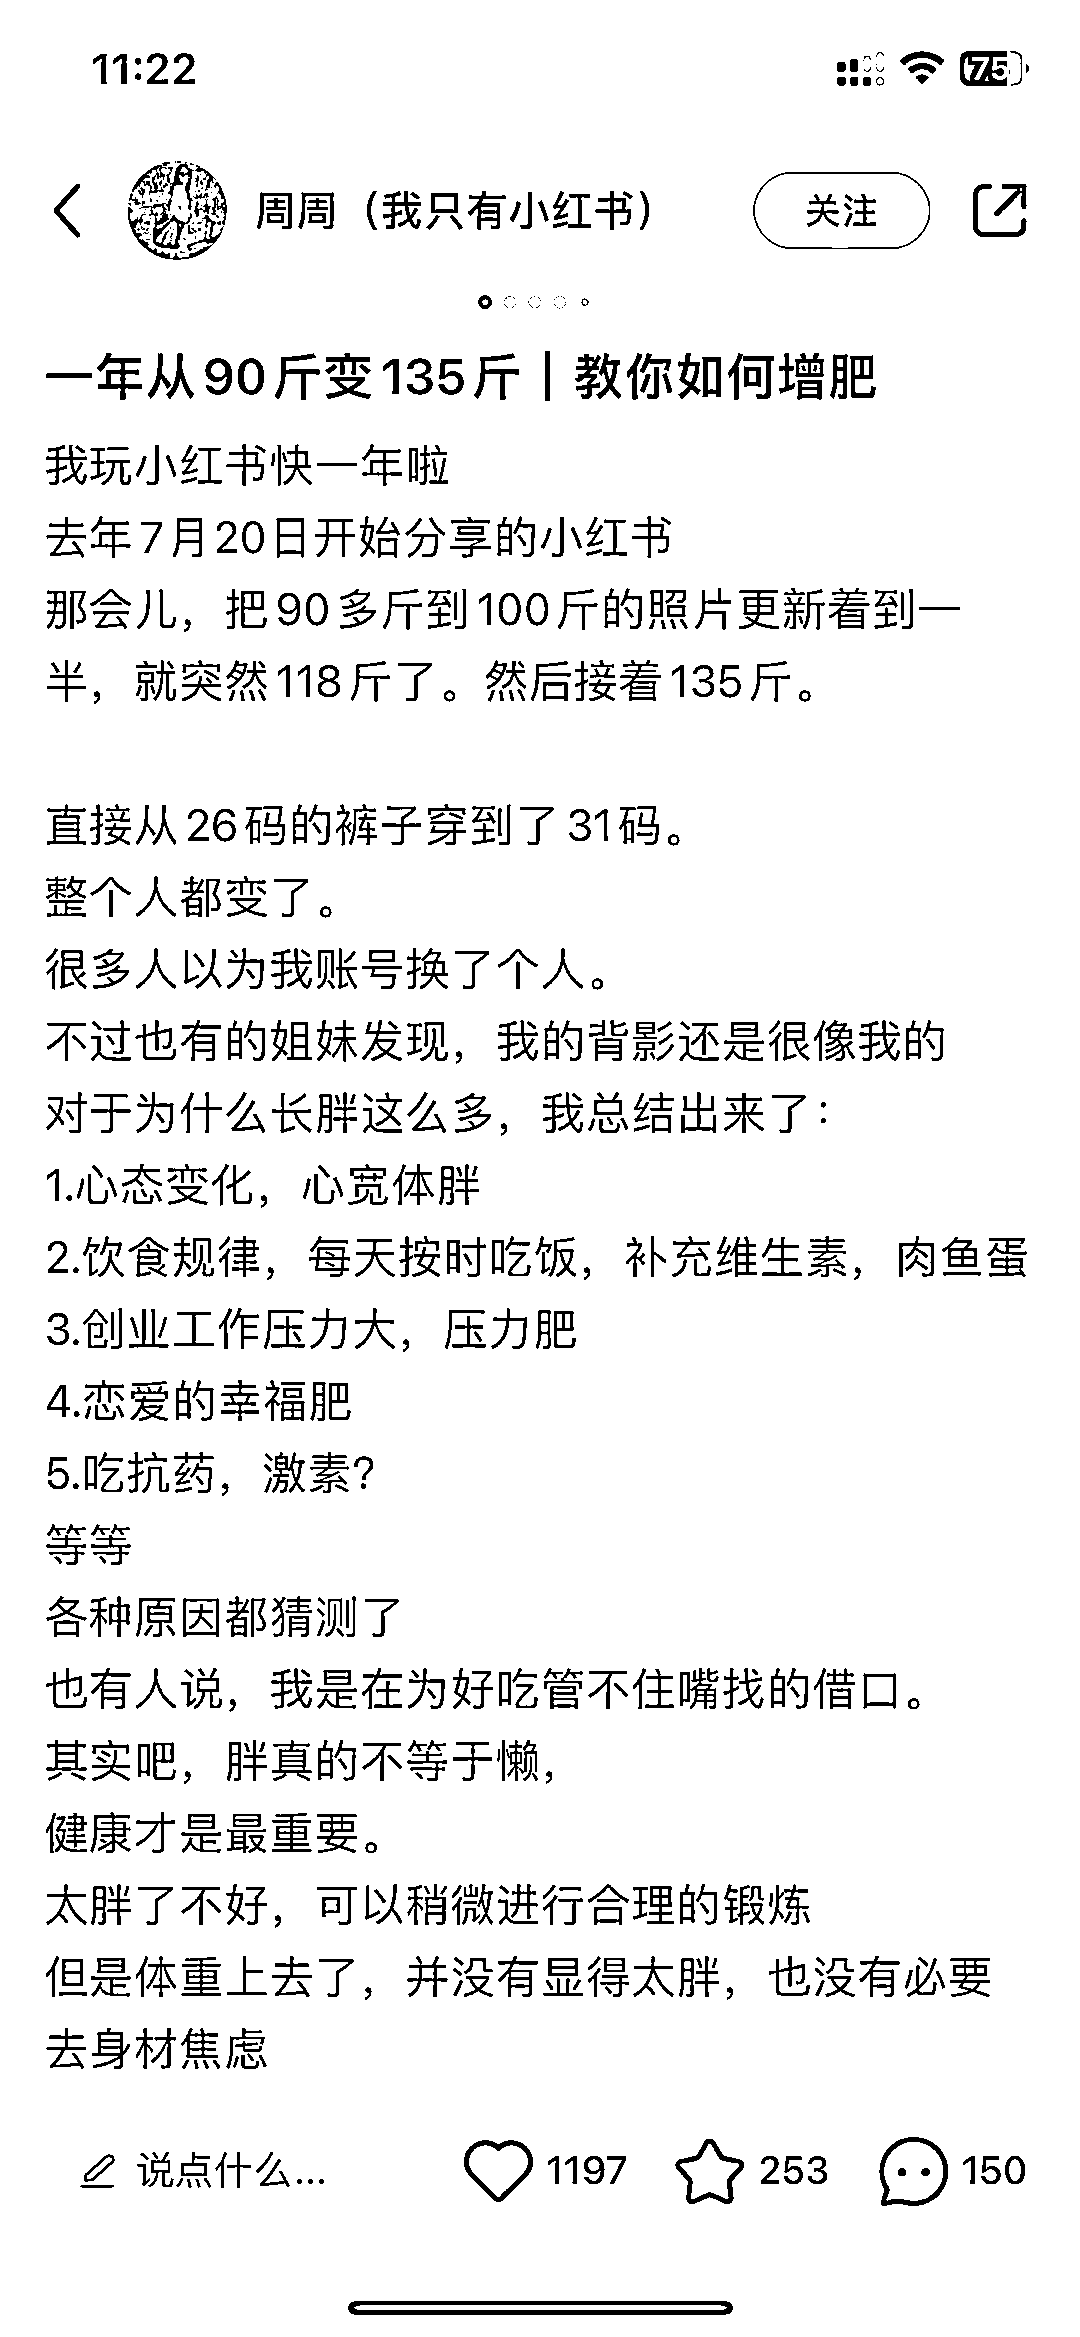 11:22
75
周周（我只有小红书）
关注
一年从90斤变135斤｜教你如何增肥
我玩小红书快一年啦
去年7月20日开始分享的小红书
那会儿，把90多斤到100斤的照片更新着到一
半，就突然118斤了。然后接着135斤。
直接从26码的裤子穿到了31码。
整个人都变了。
很多人以为我账号换了个人。
不过也有的姐妹发现，我的背影还是很像我的
对于为什么长胖这么多，我总结出来了：
1.心态变化，心宽体胖
2.饮食规律，每天按时吃饭，补充维生素，肉鱼蛋
3.创业工作压力大，压力肥
4.恋爱的幸福肥
5.吃抗药，激素？
等等
各种原因都猜测了
也有人说，我是在为好吃管不住嘴找的借口。
其实吧，胖真的不等于懒，
健康才是最重要。
太胖了不好，可以稍微进行合理的锻炼
但是体重上去了，并没有显得太胖，也没有必要
去身材焦虑
说点什么...
1197
253
150